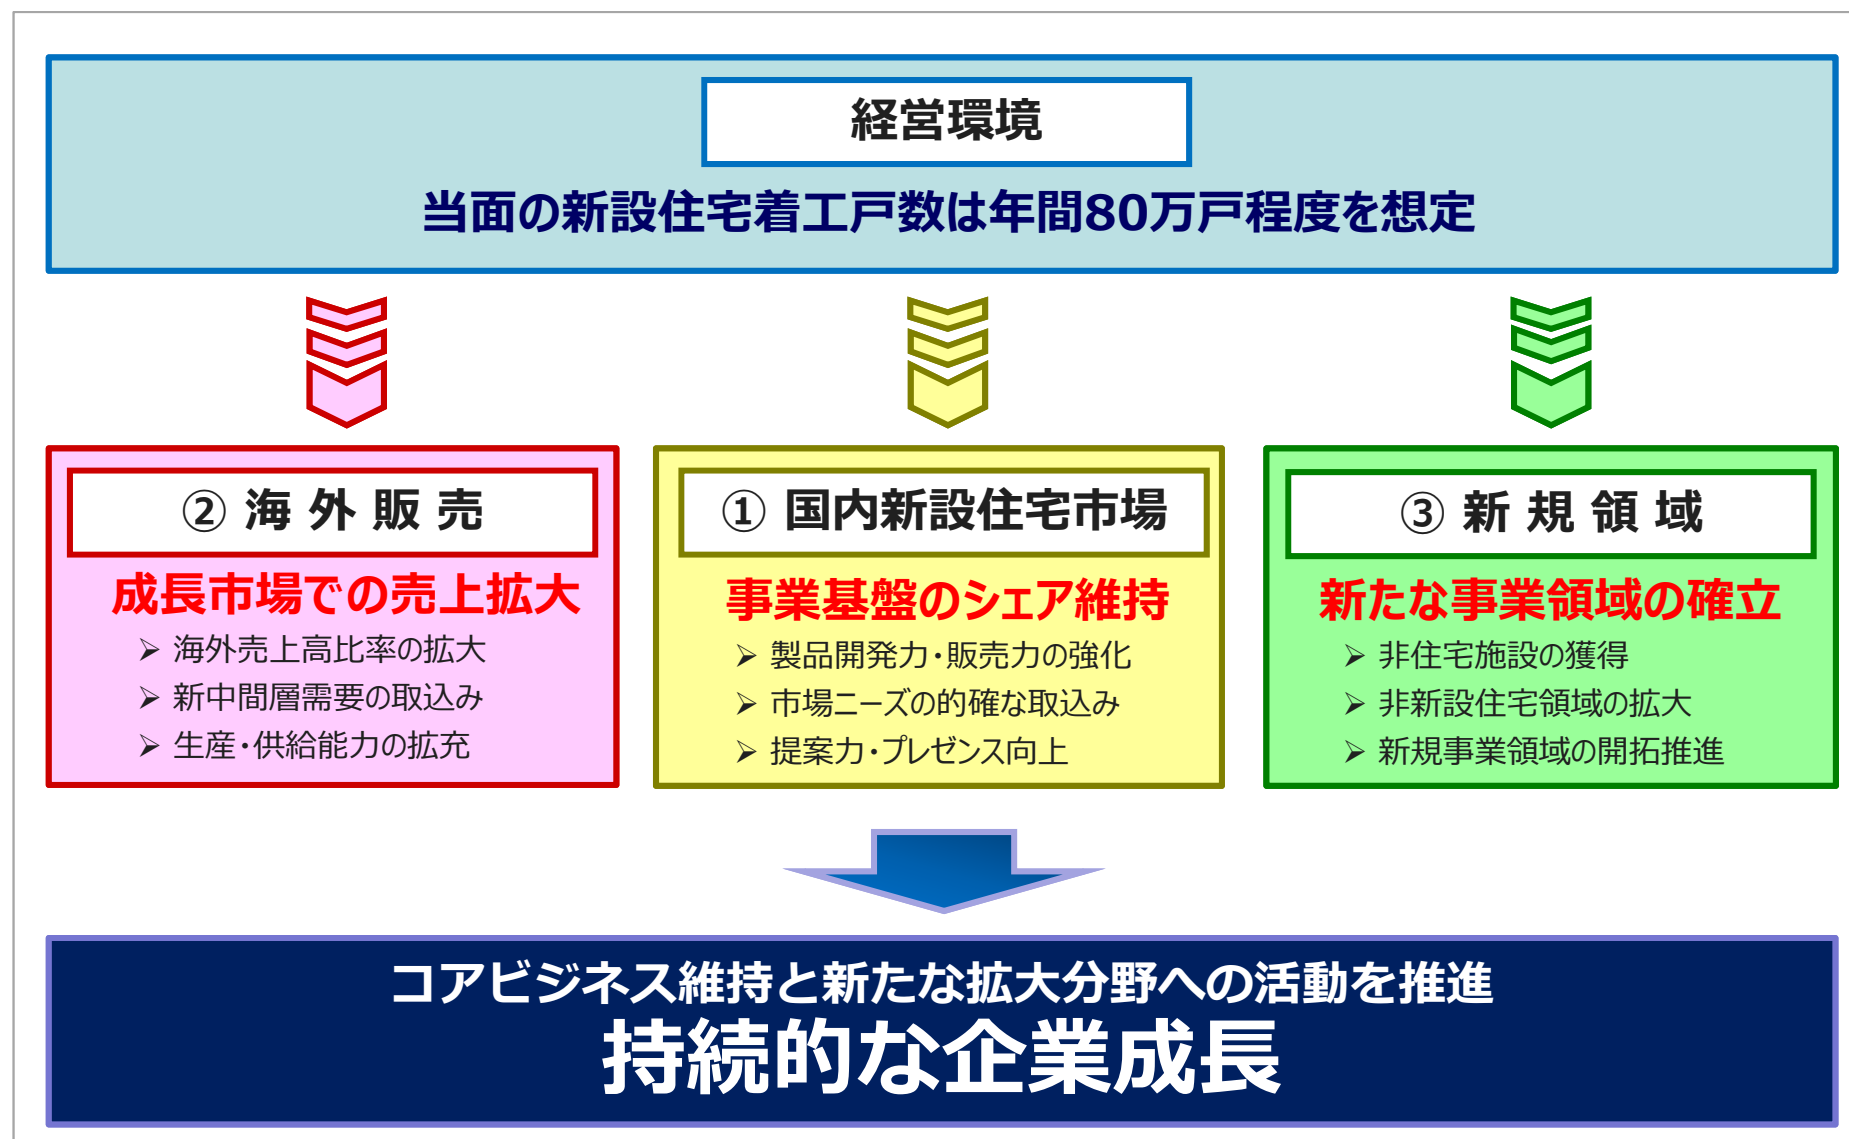 経営環境
当面の新設住宅着工戸数は年間80万戸程度を想定
② 海 外 販 売
成長市場での売上拡大
➢ 海外売上高比率の拡大
➢ 新中間層需要の取込み
➢ 生産・供給能力の拡充
① 国内新設住宅市場
事業基盤のシェア維持
➢ 製品開発力・販売力の強化
➢ 市場ニーズの的確な取込み
➢ 提案力・プレゼンス向上
③ 新 規 領 域
新たな事業領域の確立
➢ 非住宅施設の獲得
➢ 非新設住宅領域の拡大
➢ 新規事業領域の開拓推進
コアビジネス維持と新たな拡大分野への活動を推進
持続的な企業成長